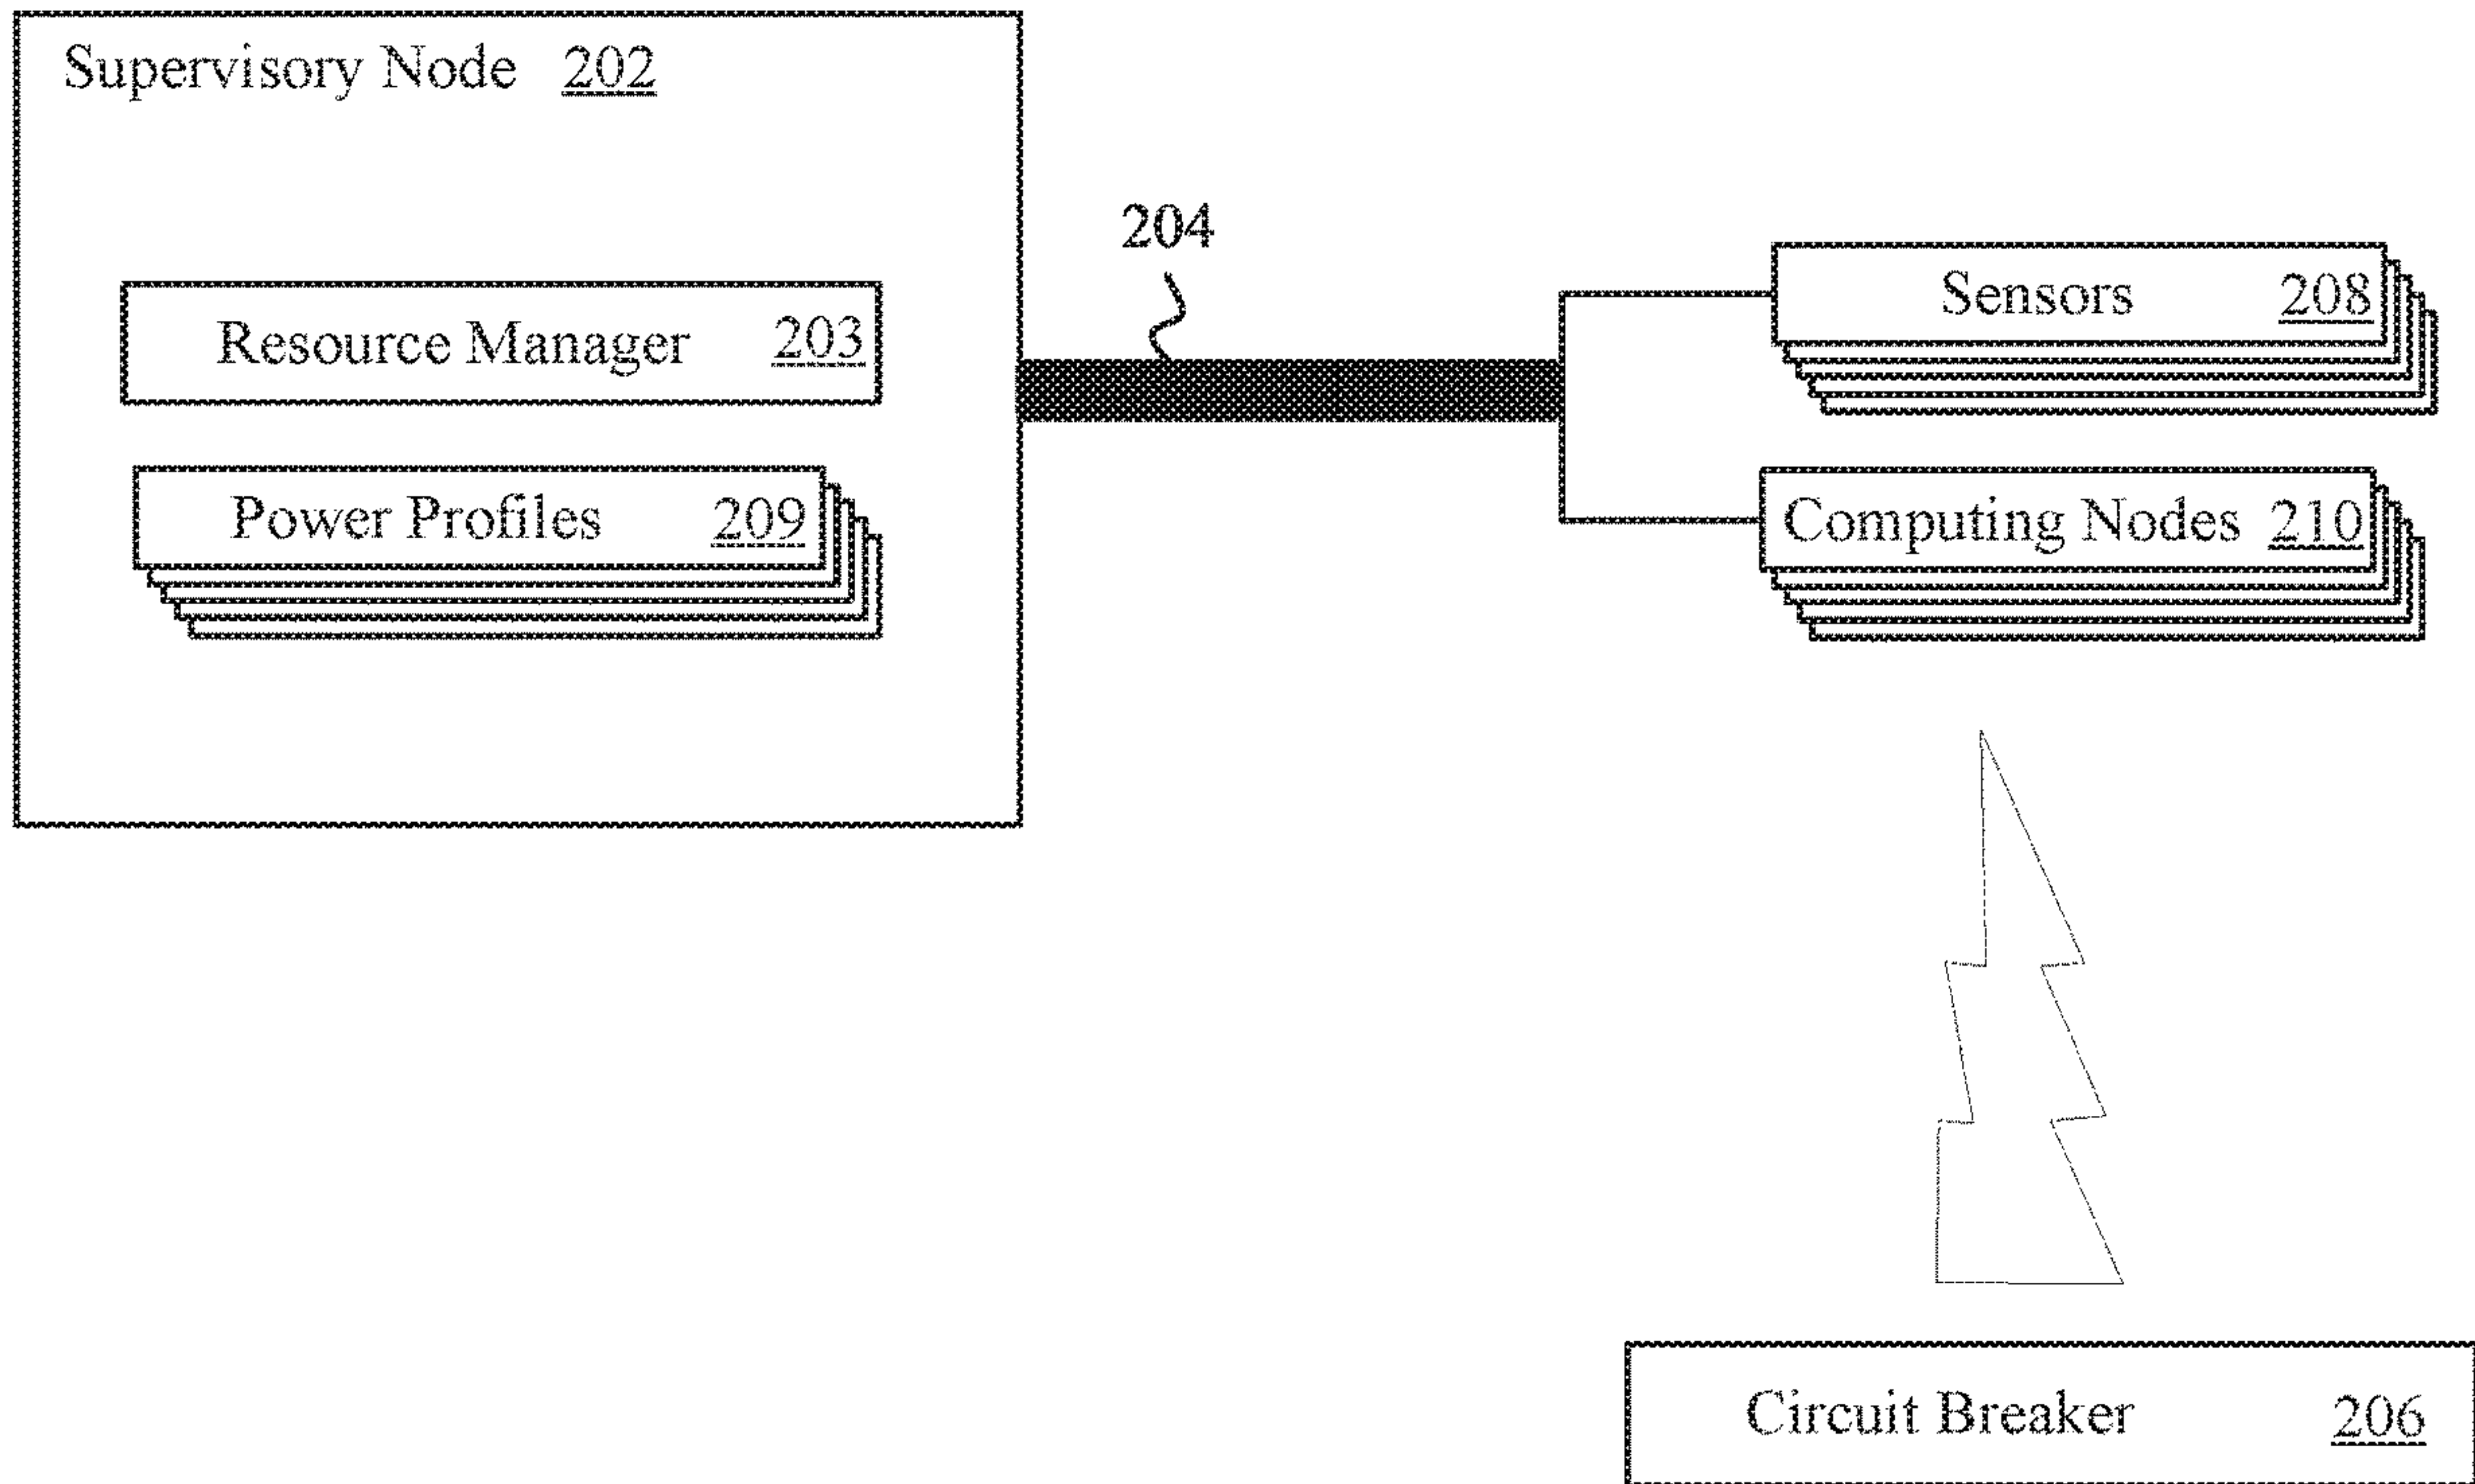 Supervisory Node 202
Resource Manager 203
Power Profiles 209
204
Sensors 208
Computing Nodes 210
Circuit Breaker 206